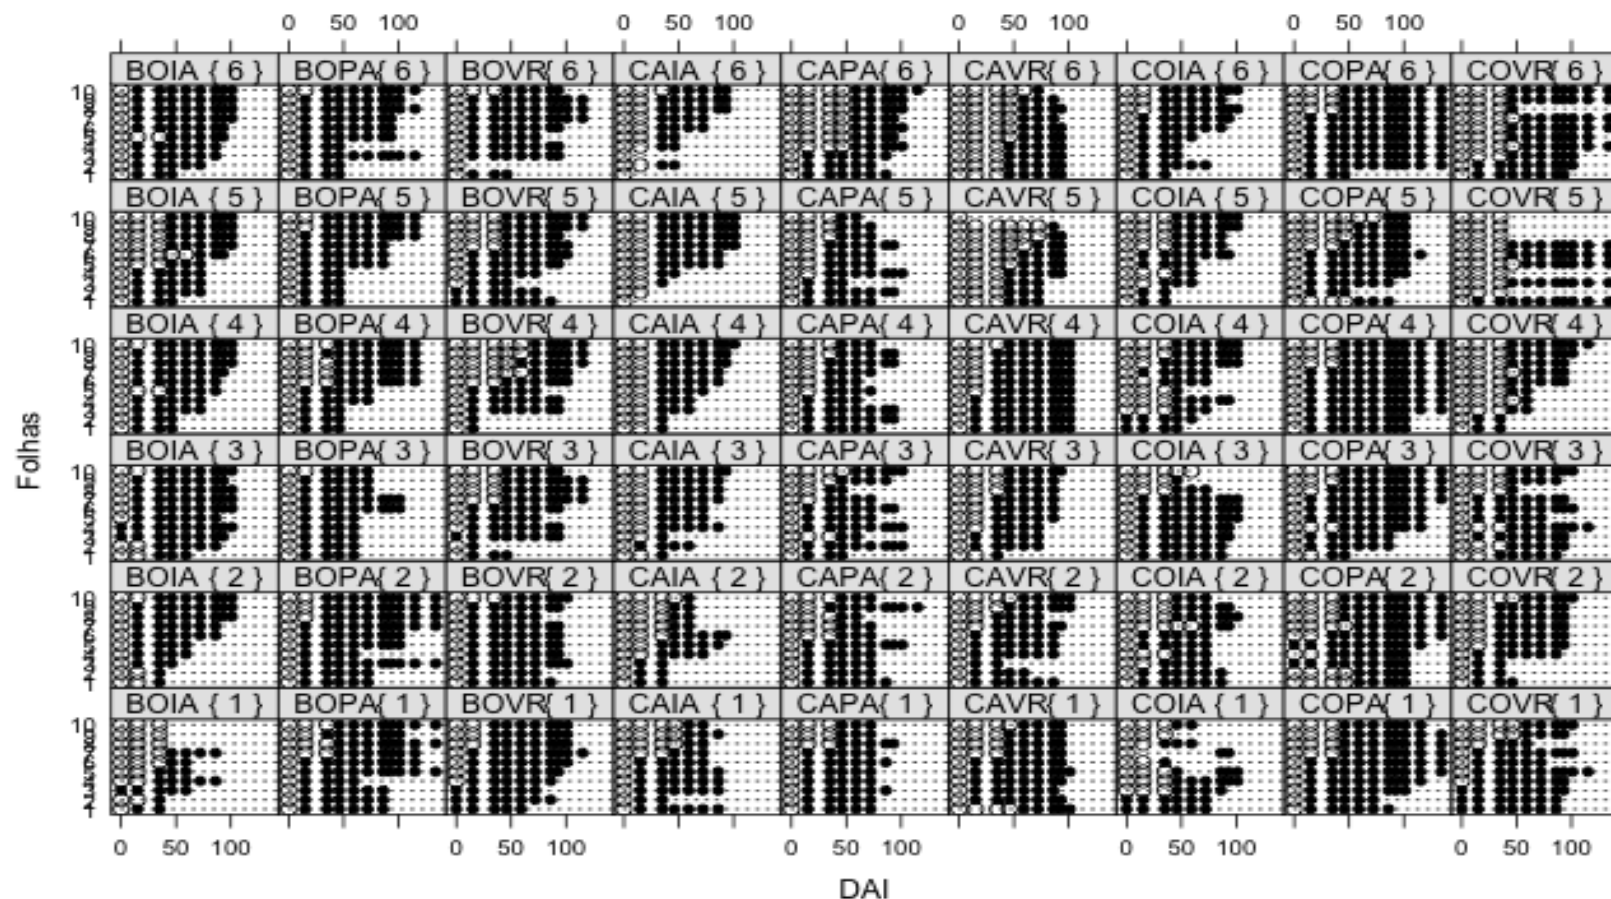 0 50 100 0 50 100 0 50 100 0 50 100
BOIA { 6 } BOPA{ 6 } BOVR{ 6 } CAIA { 6 } CAPA{ 6 } CAVR{ 6 } COIA { 6 } COPA{ 6 } COVR{ 6 }
BOIA { 5 } BOPA{ 5 } BOVR{ 5 } CAIA { 5 } CAPA{ 5 } CAVR{ 5 } COIA { 5 } COPA{ 5 } COVR{ 5 }
BOIA { 4 } BOPA{ 4 } BOVR{ 4 } CAIA { 4 } CAPA{ 4 } CAVR{ 4 } COIA { 4 } COPA{ 4 } COVR{ 4 }
Folhas
BOIA { 3 } BOPA{ 3 } BOVR{ 3 } CAIA { 3 } CAPA{ 3 } CAVR{ 3 } COIA { 3 } COPA{ 3 } COVR{ 3 }
BOIA { 2 } BOPA{ 2 } BOVR{ 2 } CAIA { 2 } CAPA{ 2 } CAVR{ 2 } COIA { 2 } COPA{ 2 } COVR{ 2 }
BOIA { 1 } BOPA{ 1 } BOVR{ 1 } CAIA { 1 } CAPA{ 1 } CAVR{ 1 } COIA { 1 } COPA{ 1 } COVR{ 1 }
0 50 100 0 50 100 0 50 100 0 50 100 0 50 100
DAI